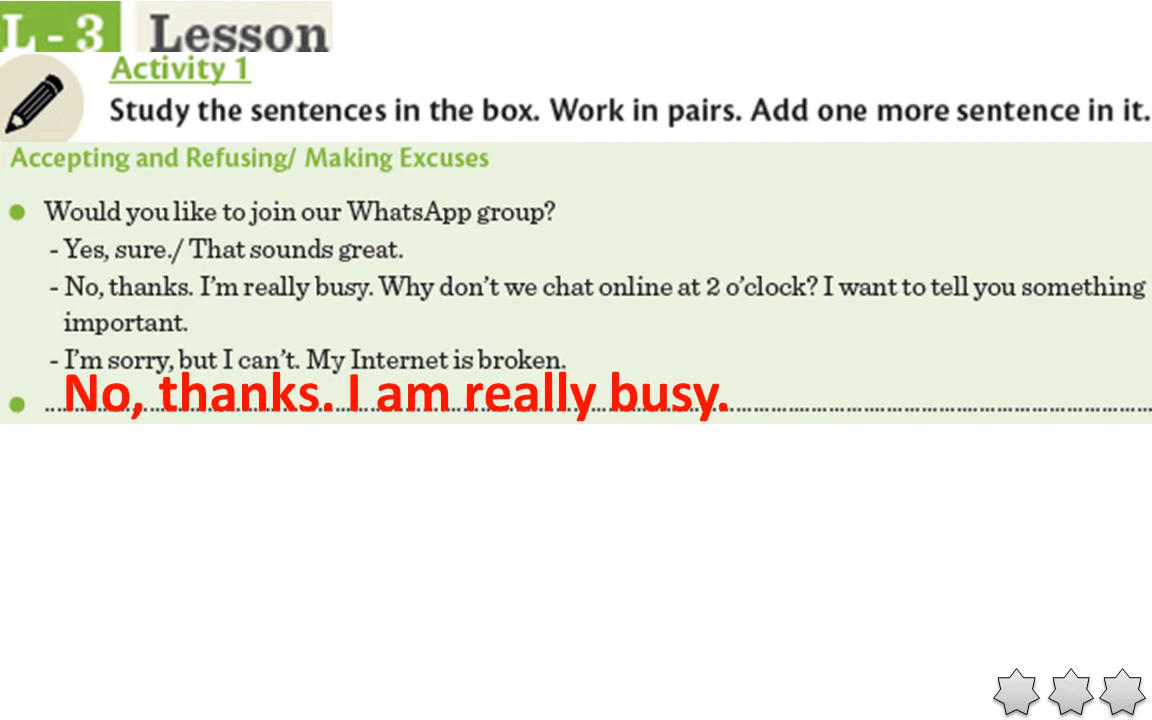 L - 3 Lesson
Activity 1
Study the sentences in the box. Work in pairs. Add one more sentence in it.
Accepting and Refusing/ Making Excuses
● Would you like to join our WhatsApp group?
- Yes, sure./ That sounds great.
- No, thanks. I'm really busy. Why don't we chat online at 2 o'clock? I want to tell you something
important.
- I'm sorry, but I can't. My Internet is broken.
● No, thanks. I am really busy.